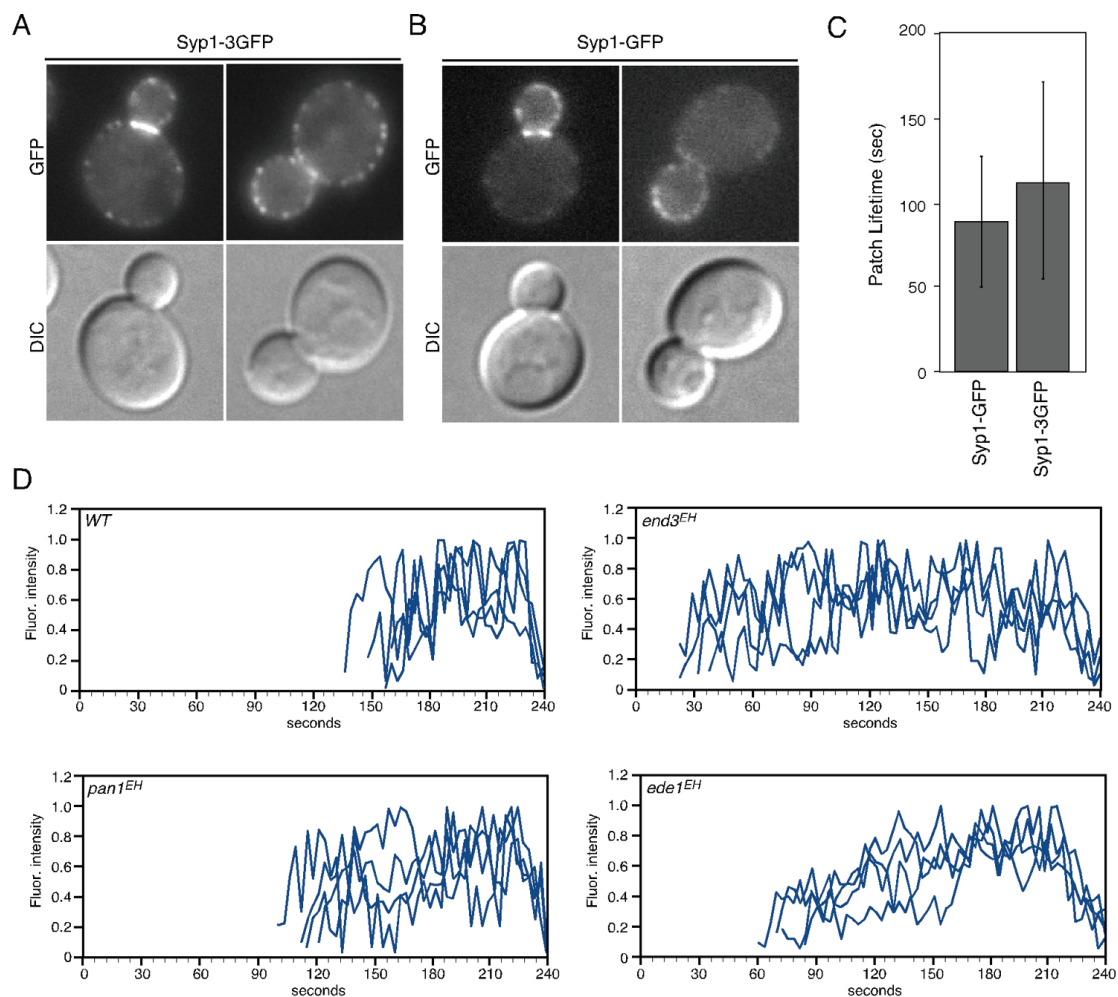 A
Syp1-3GFP
GFP
DIC
B
Syp1-GFP
GFP
DIC
C
200
150
100
50
0
Patch Lifetime (sec)
Syp1-GFP
Syp1-3GFP
D
WT
1.2
1.0
0.8
0.6
0.4
0.2
0
Fluor. intensity
0 30 60 90 120 150 180 210 240
seconds
end3EH
1.2
1.0
0.8
0.6
0.4
0.2
0
Fluor. intensity
0 30 60 90 120 150 180 210 240
seconds
pan1EH
1.2
1.0
0.8
0.6
0.4
0.2
0
Fluor. intensity
0 30 60 90 120 150 180 210 240
seconds
ede1EH
1.2
1.0
0.8
0.6
0.4
0.2
0
Fluor. intensity
0 30 60 90 120 150 180 210 240
seconds